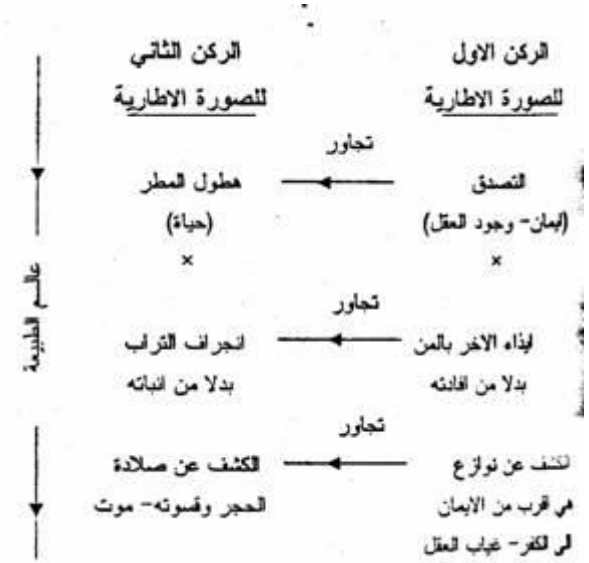 الركن الاول
للصورة الاطارية
الركن الثاني
للصورة الاطارية
التصدق
تجاور
هطول المطر
(ايمان- وجود العقل)
(حياة)
×
×
ايذاء الاخر بالمن
تجاور
انجراف التراب
بدلا من افادته
بدلا من انباته
الكشف عن نوازع
تجاور
الكشف عن صلادة
هي اقرب من الايمان
الحجر وقسوته- موت
الى الكفر- غياب العقل
عالم الطبيعة